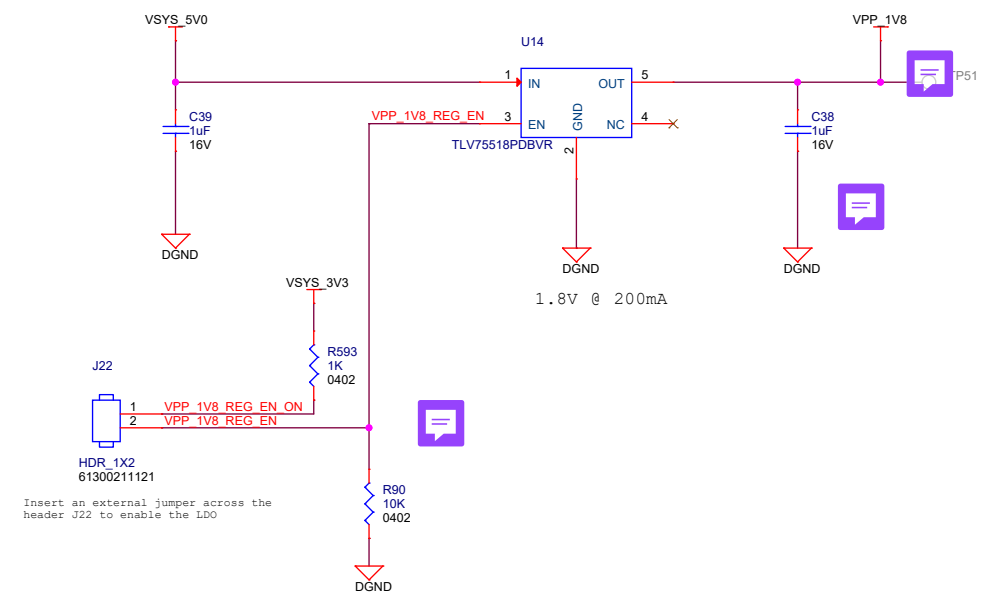 VSYS_5V0
VPP_1V8
U14
1
IN
OUT
5
TP51
C39
1uF
16V
VPP_1V8_REG_EN
3
EN
GND
NC
4
C38
1uF
16V
TLV75518PDBVR
2
DGND
DGND
DGND
VSYS_3V3
1.8V @ 200mA
R593
1K
0402
J22
1
VPP_1V8_REG_EN_ON
2
VPP_1V8_REG_EN
HDR_1X2
61300211121
R90
10K
0402
Insert an external jumper across the
header J22 to enable the LDO
DGND